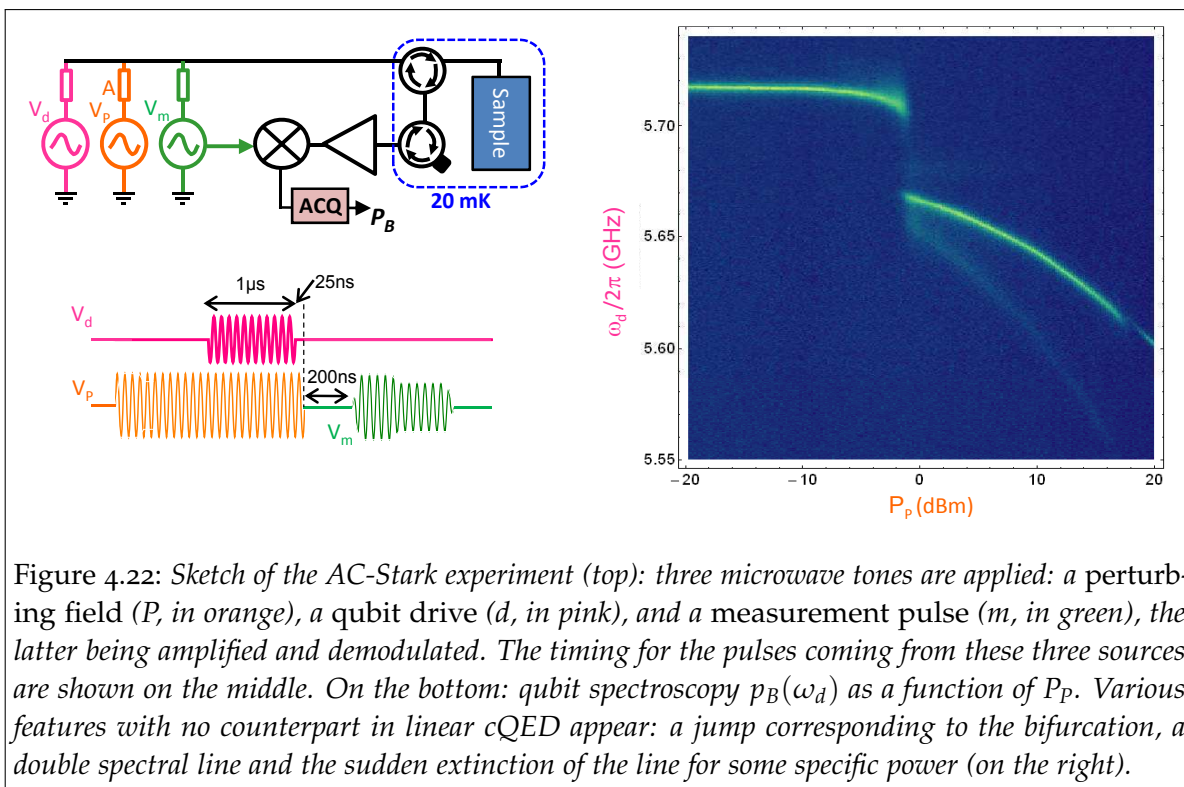 V_d
A
V_P
V_m
Sample
ACQ
P_B
20 mK
1μs
25ns
V_d
V_P
200ns
V_m
ω_d/2π (GHz)
5.70
5.65
5.60
5.55
−20
−10
0
10
20
P_P (dBm)
Figure 4.22: Sketch of the AC-Stark experiment (top): three microwave tones are applied: a perturb-
ing field (P, in orange), a qubit drive (d, in pink), and a measurement pulse (m, in green), the
latter being amplified and demodulated. The timing for the pulses coming from these three sources
are shown on the middle. On the bottom: qubit spectroscopy p_B(ω_d) as a function of P_P. Various
features with no counterpart in linear cQED appear: a jump corresponding to the bifurcation, a
double spectral line and the sudden extinction of the line for some specific power (on the right).